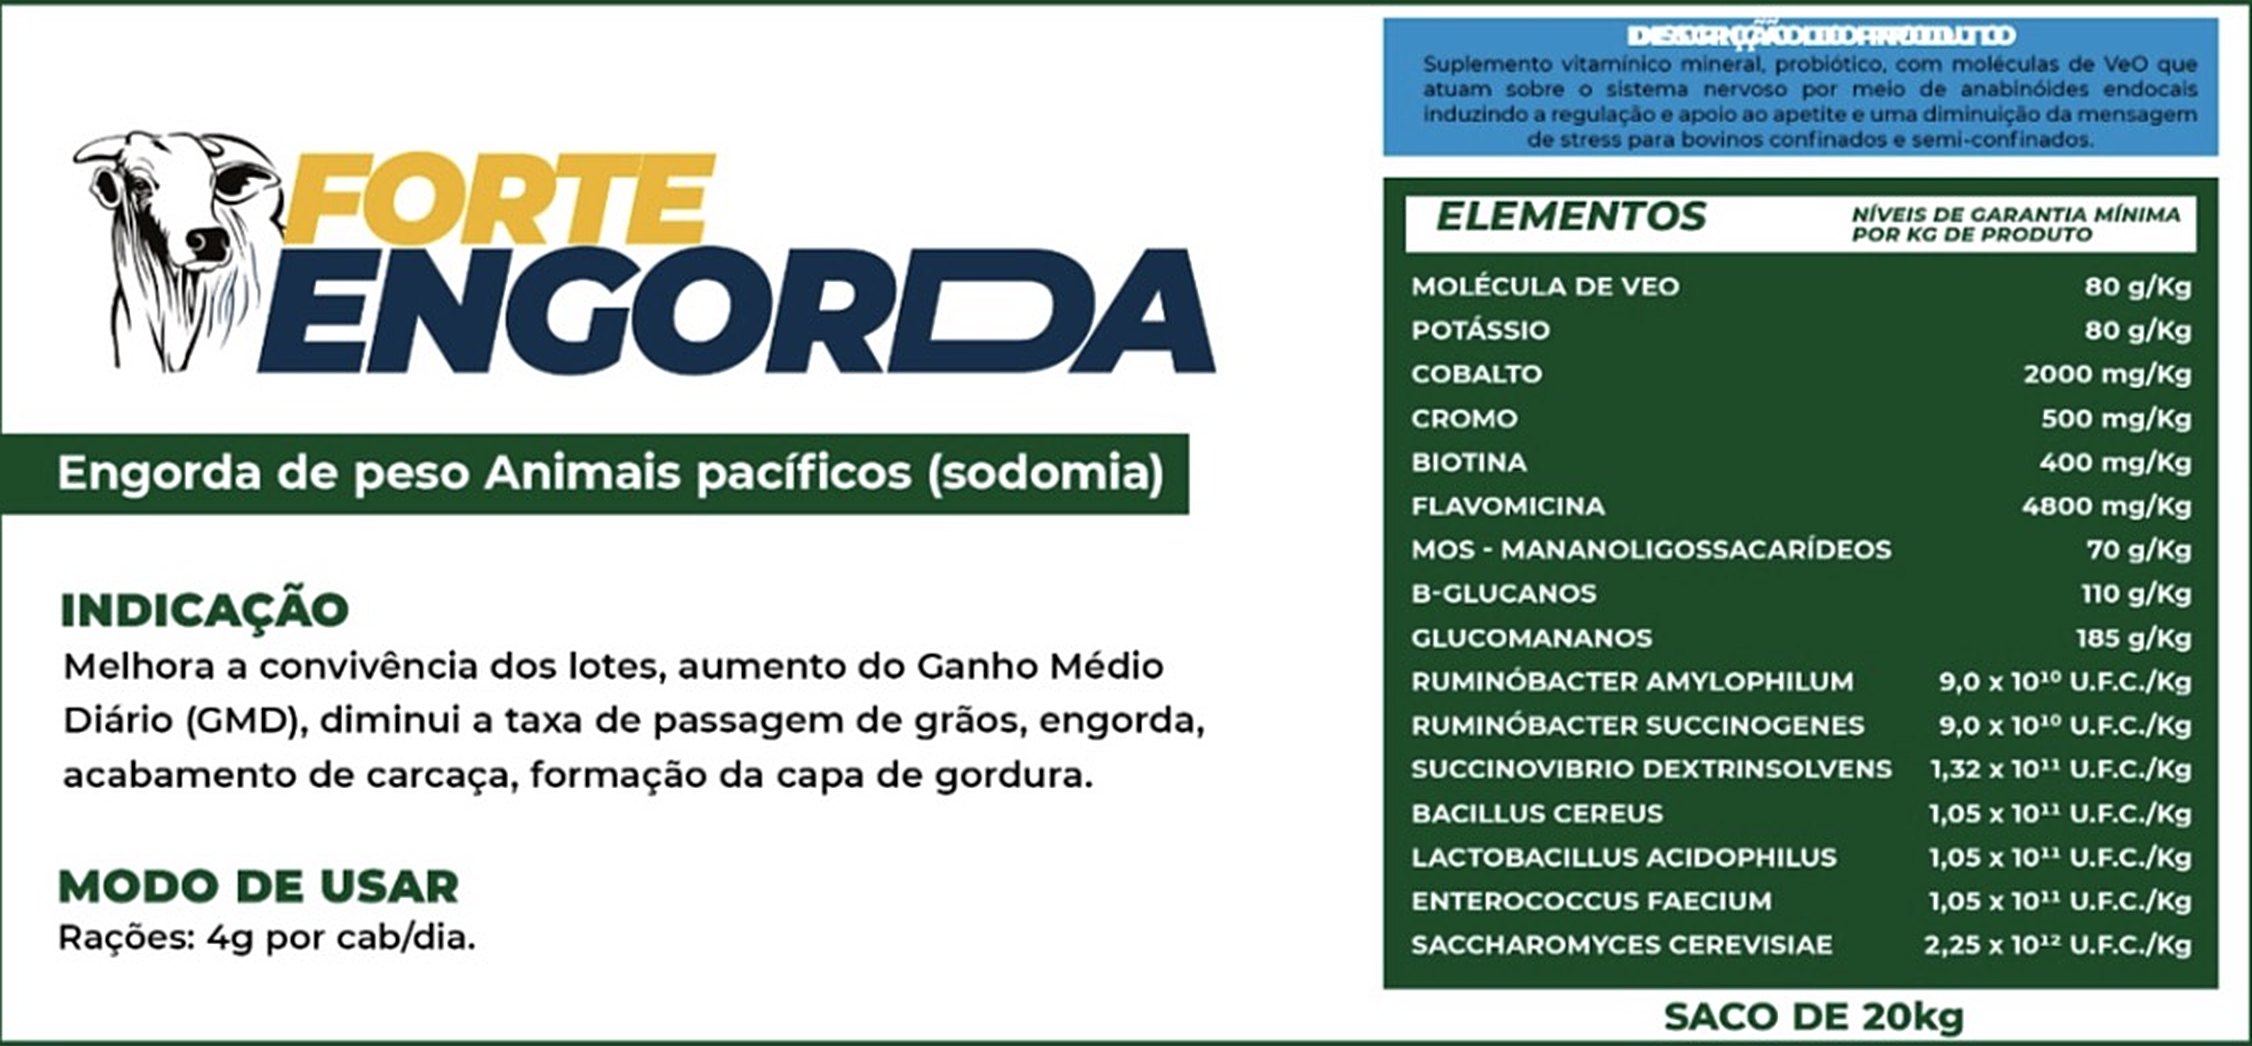 FORTE
ENGORDA
Engorda de peso Animais pacíficos (sodomia)
INDICAÇÃO
Melhora a convivência dos lotes, aumento do Ganho Médio
Diário (GMD), diminui a taxa de passagem de grãos, engorda,
acabamento de carcaça, formação da capa de gordura.
MODO DE USAR
Rações: 4g por cab/dia.
Suplemento vitamínico mineral, probiótico, com moléculas de VeO que
atuam sobre o sistema nervoso por meio de anabinóides endocais
induzindo a regulação e apoio ao apetite e uma diminuição da mensagem
de stress para bovinos confinados e semi-confinados.
ELEMENTOS NÍVEIS DE GARANTIA MÍNIMA
POR KG DE PRODUTO
MOLÉCULA DE VEO 80 g/Kg
POTÁSSIO 80 g/Kg
COBALTO 2000 mg/Kg
CROMO 500 mg/Kg
BIOTINA 400 mg/Kg
FLAVOMICINA 4800 mg/Kg
MOS - MANANOLIGOSSACARÍDEOS 70 g/Kg
B-GLUCANOS 110 g/Kg
GLUCOMANANOS 185 g/Kg
RUMINÓBACTER AMYLOPHILUM 9,0 x 10¹⁰ U.F.C./Kg
RUMINÓBACTER SUCCINOGENES 9,0 x 10¹⁰ U.F.C./Kg
SUCCINOVIBRIO DEXTRINSOLVENS 1,32 x 10¹¹ U.F.C./Kg
BACILLUS CEREUS 1,05 x 10¹¹ U.F.C./Kg
LACTOBACILLUS ACIDOPHILUS 1,05 x 10¹¹ U.F.C./Kg
ENTEROCOCCUS FAECIUM 1,05 x 10¹¹ U.F.C./Kg
SACCHAROMYCES CEREVISIAE 2,25 x 10¹² U.F.C./Kg
SACO DE 20kg